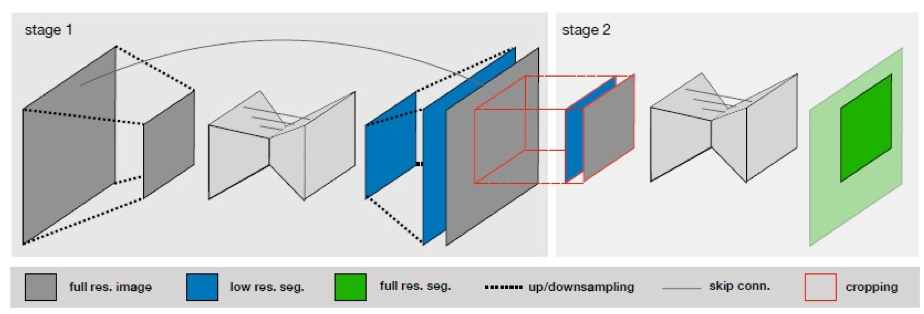 stage 1
stage 2
full res. image
low res. seg.
full res. seg.
up/downsampling
skip conn.
cropping